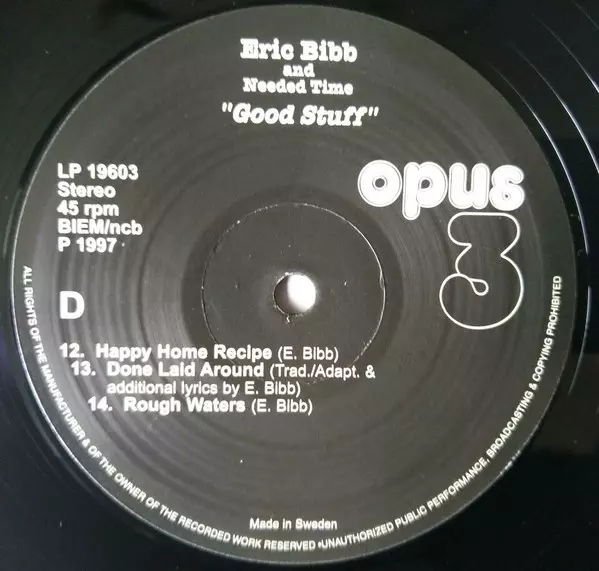 Eric Bibb
and
Needed Time
"Good Stuff"
LP 19603
Stereo
45 rpm
BIEM/ncb
P 1997
opus
3
D
12. Happy Home Recipe (E. Bibb)
13. Done Laid Around (Trad./Adapt. &
additional lyrics by E. Bibb)
14. Rough Waters (E. Bibb)
Made in Sweden
ALL RIGHTS OF THE MANUFACTURER & OF THE OWNER OF THE RECORDED WORK RESERVED •UNAUTHORIZED PUBLIC PERFORMANCE, BROADCASTING & COPYING PROHIBITED